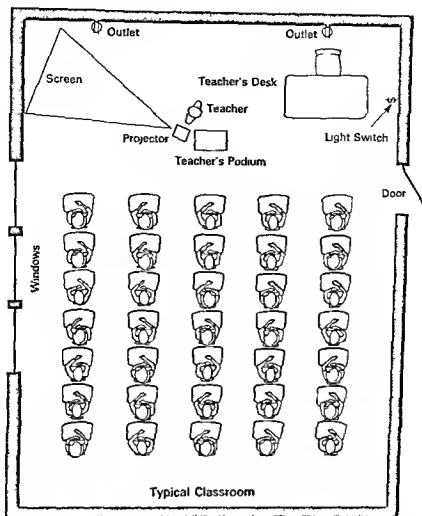 Outlet
Outlet
Screen
Teacher's Desk
Teacher
Projector
Light Switch
Teacher's Podium
Door
Windows
Typical Classroom